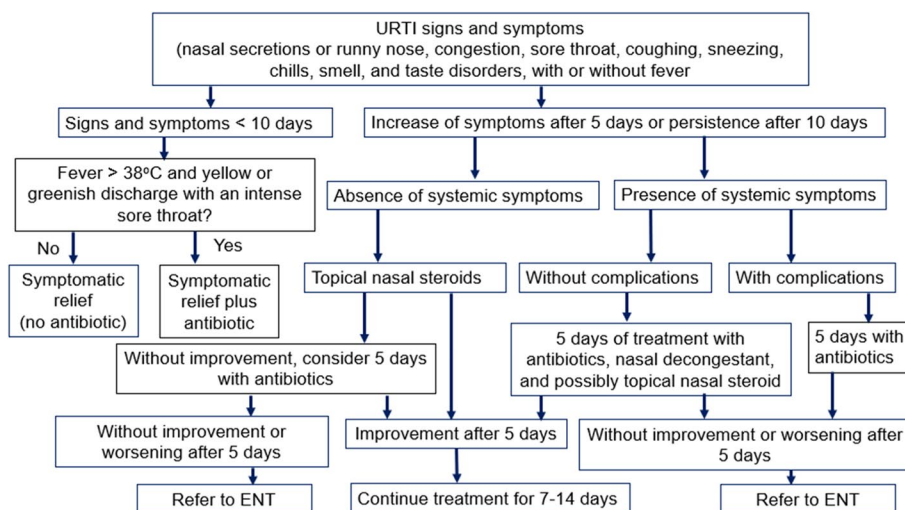 URTI signs and symptoms
(nasal secretions or runny nose, congestion, sore throat, coughing, sneezing,
chills, smell, and taste disorders, with or without fever
Signs and symptoms < 10 days
Increase of symptoms after 5 days or persistence after 10 days
Fever > 38ºC and yellow or
greenish discharge with an intense
sore throat?
Absence of systemic symptoms
Presence of systemic symptoms
No
Yes
Symptomatic
relief
(no antibiotic)
Symptomatic
relief plus
antibiotic
Topical nasal steroids
Without complications
With complications
Without improvement, consider 5 days
with antibiotics
5 days of treatment with
antibiotics, nasal decongestant,
and possibly topical nasal steroid
5 days with
antibiotics
Without improvement or
worsening after 5 days
Improvement after 5 days
Without improvement or worsening after
5 days
Refer to ENT
Continue treatment for 7-14 days
Refer to ENT